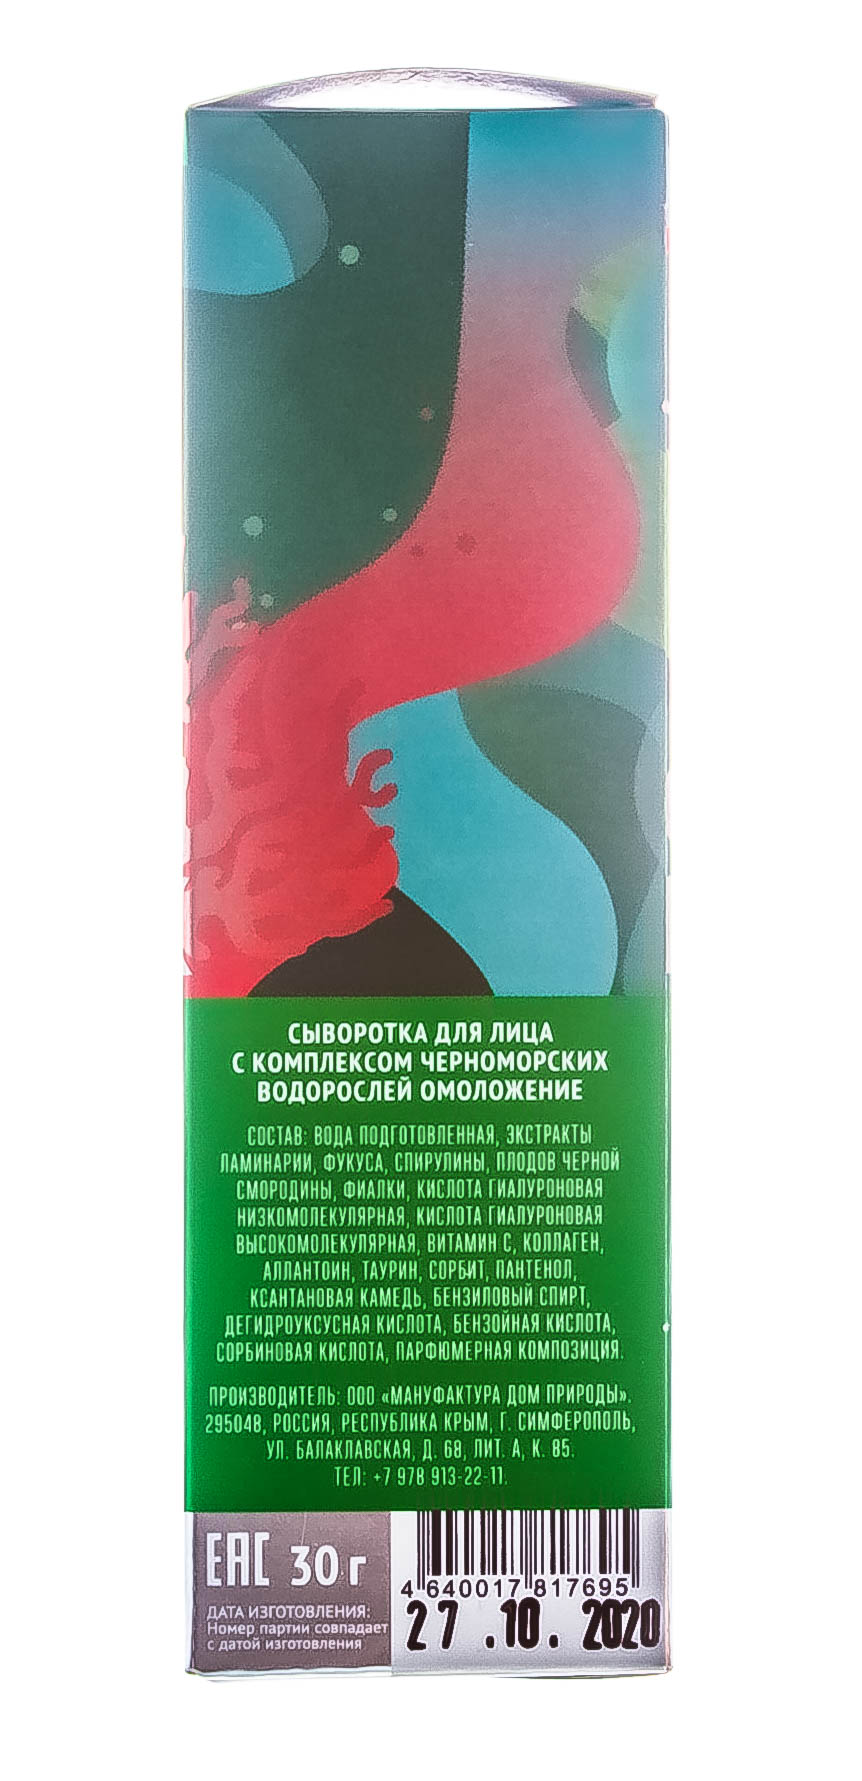 СЫВОРОТКА ДЛЯ ЛИЦА
С КОМПЛЕКСОМ ЧЕРНОМОРСКИХ
ВОДОРОСЛЕЙ ОМОЛОЖЕНИЕ
СОСТАВ: ВОДА ПОДГОТОВЛЕННАЯ, ЭКСТРАКТЫ
ЛАМИНАРИИ, ФУКУСА, СПИРУЛИНЫ, ПЛОДОВ ЧЕРНОЙ
СМОРОДИНЫ, ФИАЛКИ, КИСЛОТА ГИАЛУРОНОВАЯ
НИЗКОМОЛЕКУЛЯРНАЯ, КИСЛОТА ГИАЛУРОНОВАЯ
ВЫСОКОМОЛЕКУЛЯРНАЯ, ВИТАМИН С, КОЛЛАГЕН,
АЛЛАНТОИН, ТАУРИН, СОРБИТ, ПАНТЕНОЛ,
КСАНТАНОВАЯ КАМЕДЬ, БЕНЗИЛОВЫЙ СПИРТ,
ДЕГИДРОУКСУСНАЯ КИСЛОТА, БЕНЗОЙНАЯ КИСЛОТА,
СОРБИНОВАЯ КИСЛОТА, ПАРФЮМЕРНАЯ КОМПОЗИЦИЯ.
ПРОИЗВОДИТЕЛЬ: ООО «МАНУФАКТУРА ДОМ ПРИРОДЫ».
295048, РОССИЯ, РЕСПУБЛИКА КРЫМ, Г. СИМФЕРОПОЛЬ,
УЛ. БАЛАКЛАВСКАЯ, Д. 68, ЛИТ. А, К. 85.
ТЕЛ: +7 978 913-22-11.
ЕАС 30 г
ДАТА ИЗГОТОВЛЕНИЯ:
Номер партии совпадает
с датой изготовления
4 640017 817695
27.10.2020